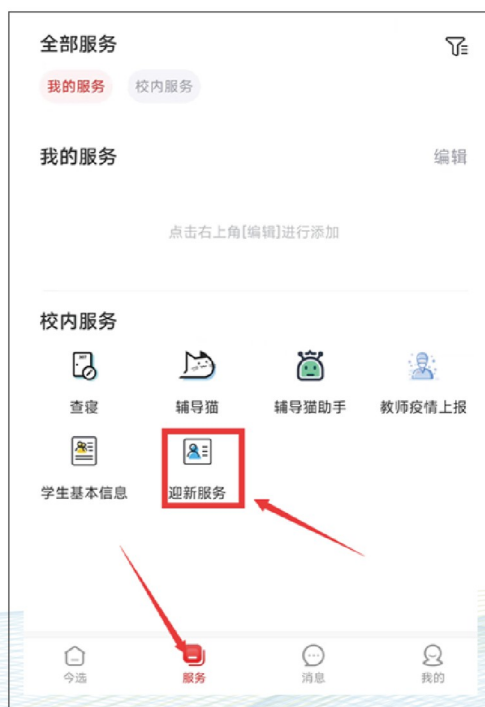 全部服务
我的服务 校内服务
我的服务 编辑
点击右上角[编辑]进行添加
校内服务
查寝 辅导猫 辅导猫助手 教师疫情上报
学生基本信息 迎新服务
今选 服务 消息 我的